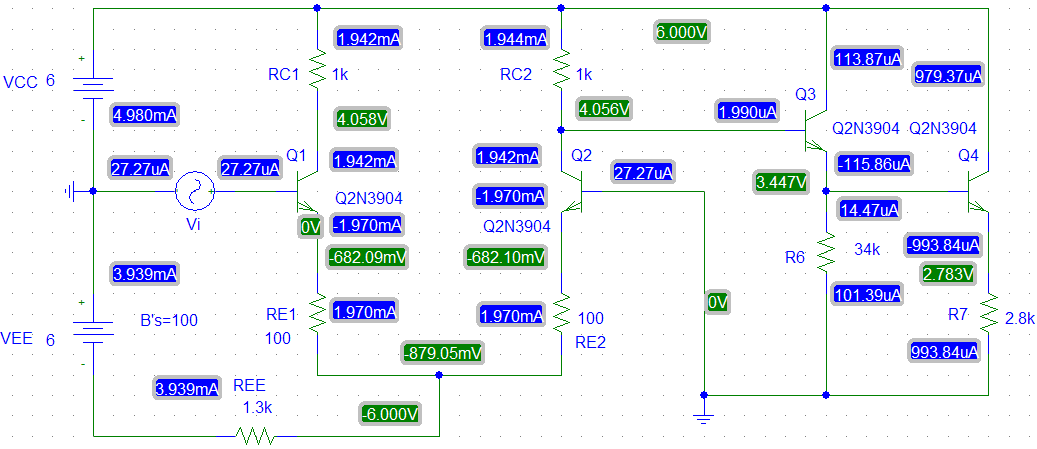 1.942mA
1.944mA
6.000V
113.87uA
979.37uA
+
VCC 6
-
RC1 1k
RC2 1k
4.980mA
4.058V
4.056V
1.990uA
Q3
Q2N3904 Q2N3904
27.27uA
27.27uA
Q1
1.942mA
1.942mA
Q2
27.27uA
-115.86uA
Q4
3.447V
Vi
Q2N3904
-1.970mA
-1.970mA
Q2N3904
0V
14.47uA
-682.09mV
-682.10mV
R6 34k
-993.84uA
2.783V
3.939mA
+
VEE 6
-
B's=100
RE1
100
1.970mA
1.970mA
100
RE2
0V
101.39uA
R7 2.8k
993.84uA
-879.05mV
3.939mA
REE
1.3k
-6.000V